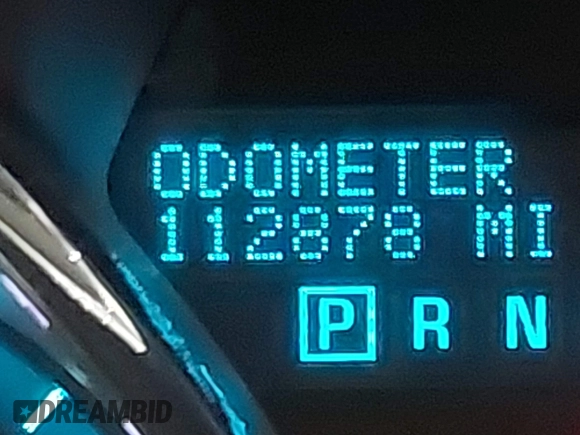 ODOMETER
112878 MI
P R N
DREAMBID